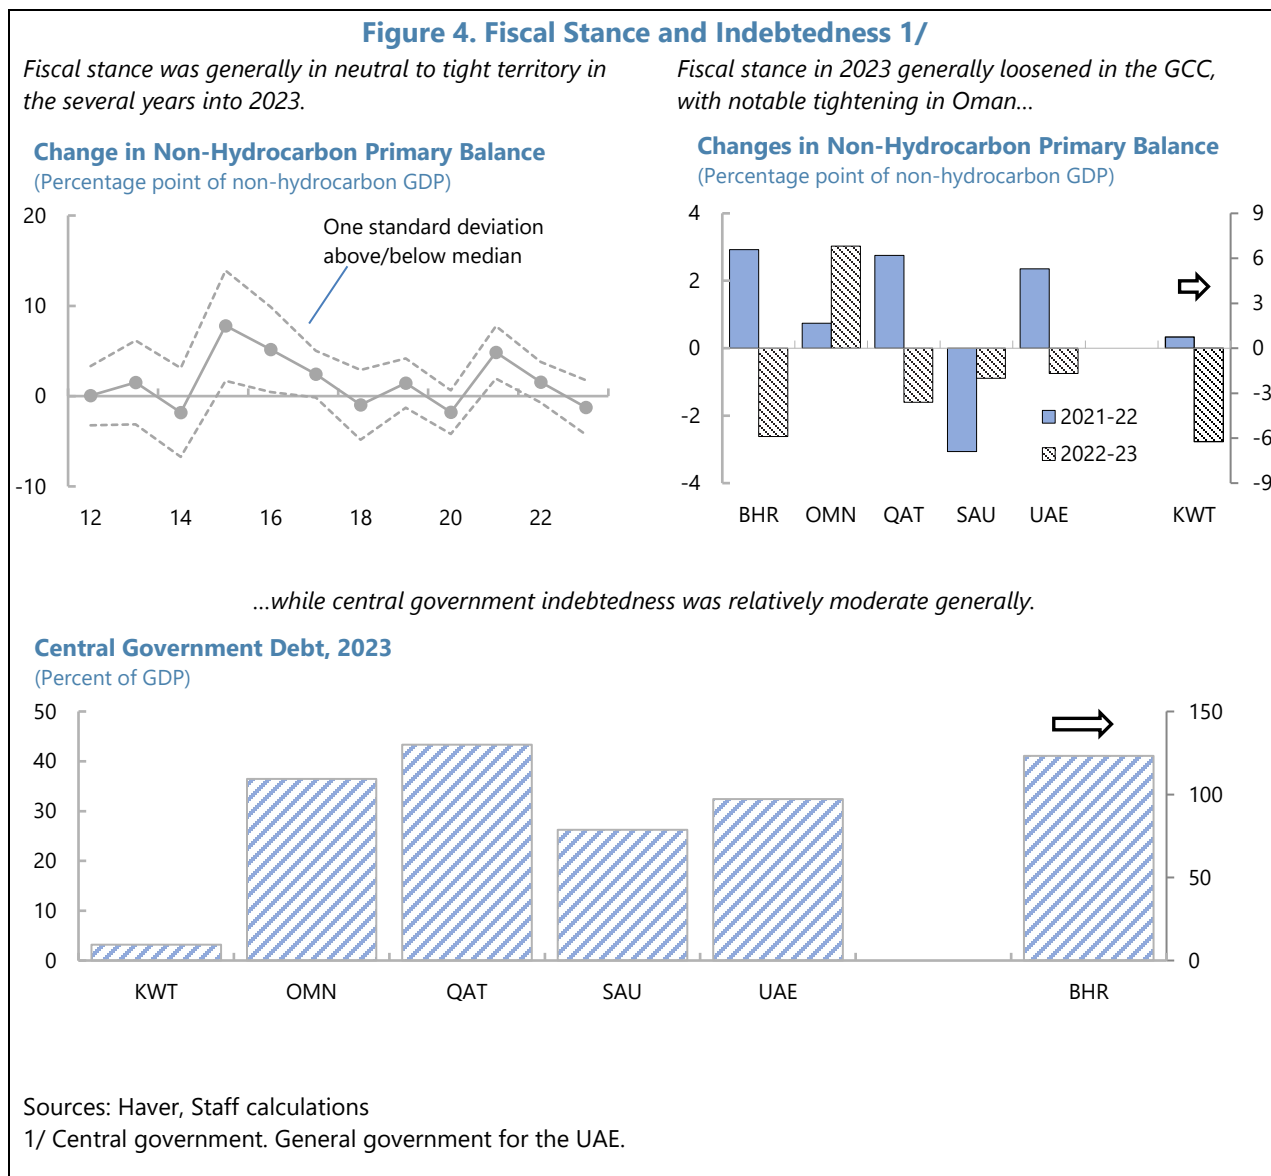 Figure 4. Fiscal Stance and Indebtedness 1/
Fiscal stance was generally in neutral to tight territory in
the several years into 2023.
Change in Non-Hydrocarbon Primary Balance
(Percentage point of non-hydrocarbon GDP)
20
10
0
-10
One standard deviation
above/below median
12 14 16 18 20 22
Fiscal stance in 2023 generally loosened in the GCC,
with notable tightening in Oman...
Changes in Non-Hydrocarbon Primary Balance
(Percentage point of non-hydrocarbon GDP)
4
2
0
-2
-4
9
6
3
0
-3
-6
-9
2021-22
2022-23
BHR OMN QAT SAU UAE KWT
...while central government indebtedness was relatively moderate generally.
Central Government Debt, 2023
(Percent of GDP)
50
40
30
20
10
0
150
100
50
0
KWT OMN QAT SAU UAE BHR
Sources: Haver, Staff calculations
1/ Central government. General government for the UAE.